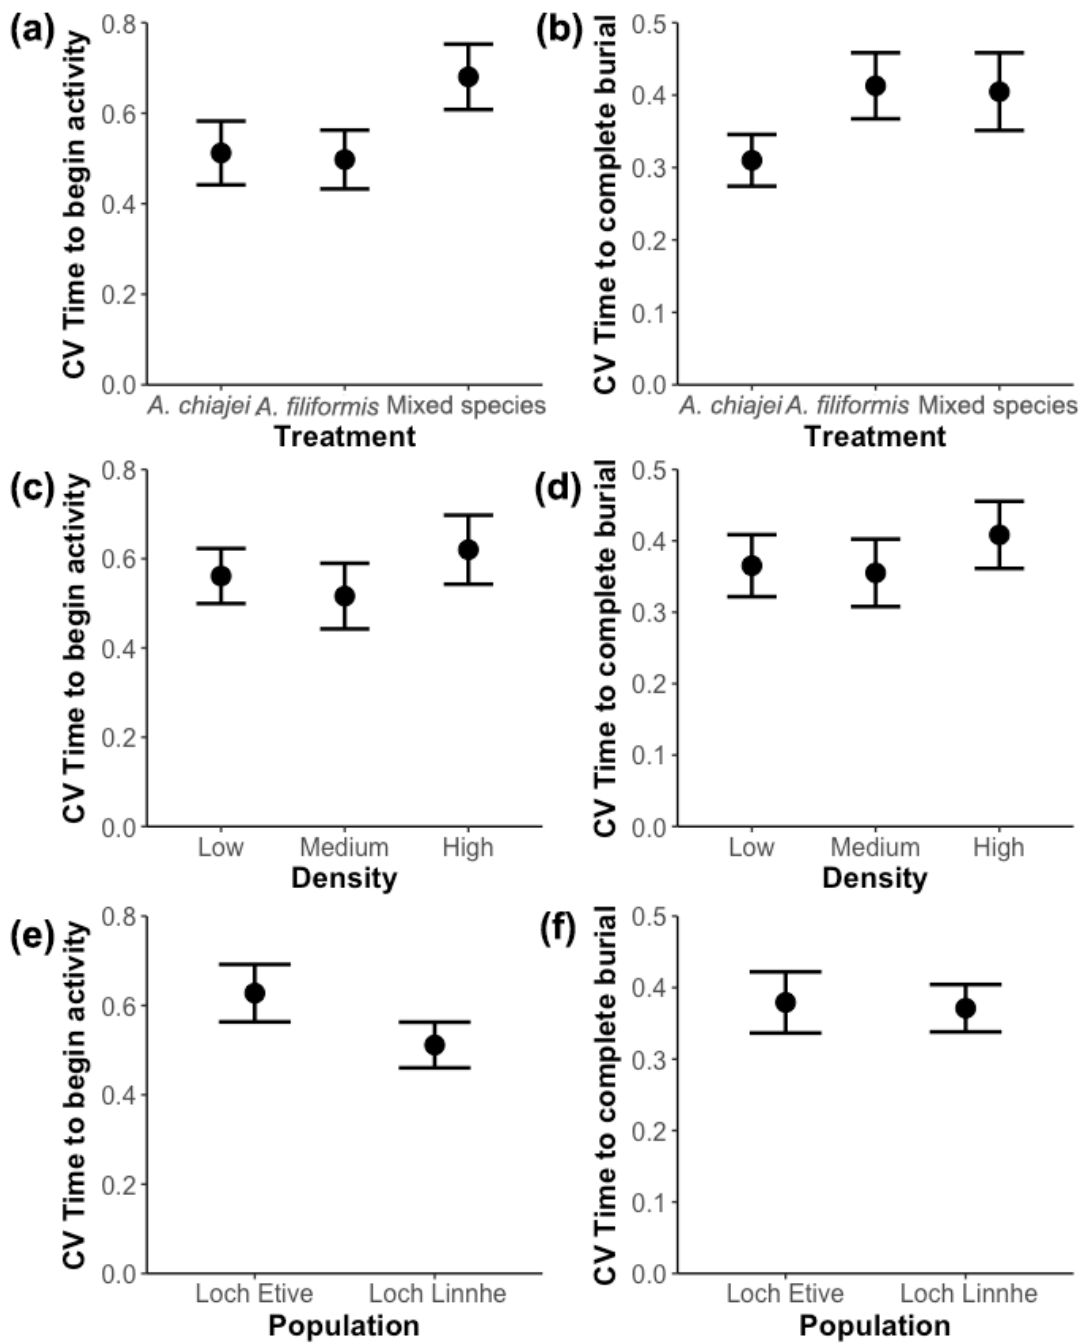 (a)
CV Time to begin activity
0.8
0.6
0.4
0.2
0.0
A. chiajei A. filiformis Mixed species
Treatment
(b)
CV Time to complete burial
0.5
0.4
0.3
0.2
0.1
0.0
A. chiajei A. filiformis Mixed species
Treatment
(c)
CV Time to begin activity
0.8
0.6
0.4
0.2
0.0
Low Medium High
Density
(d)
CV Time to complete burial
0.5
0.4
0.3
0.2
0.1
0.0
Low Medium High
Density
(e)
CV Time to begin activity
0.8
0.6
0.4
0.2
0.0
Loch Etive Loch Linnhe
Population
(f)
CV Time to complete burial
0.5
0.4
0.3
0.2
0.1
0.0
Loch Etive Loch Linnhe
Population